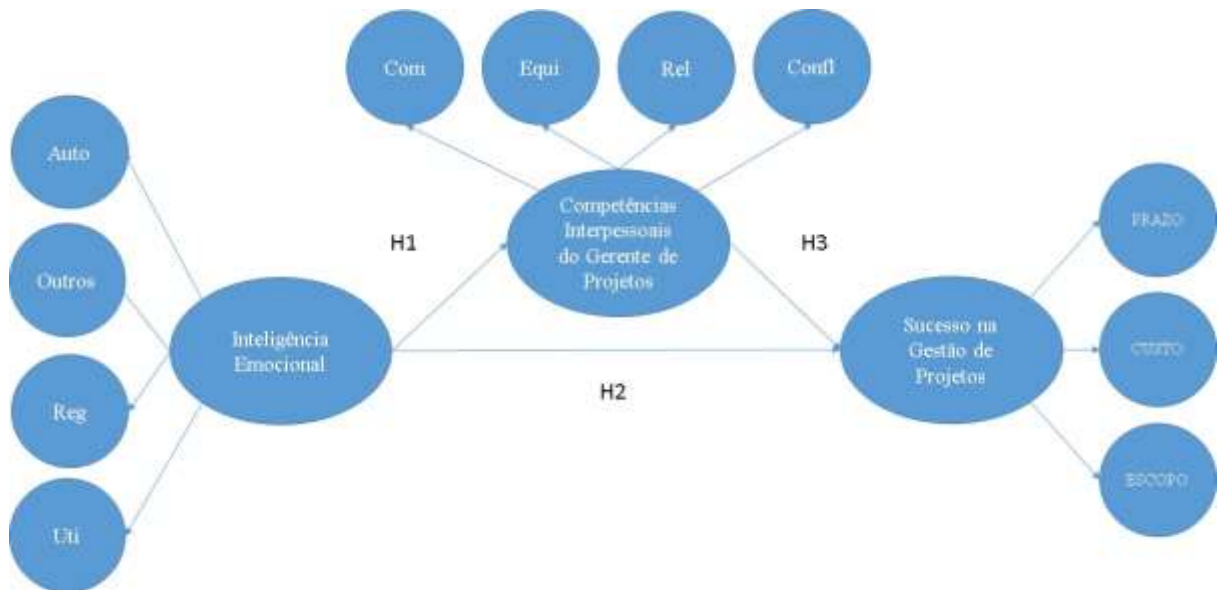 Com
Equi
Rel
Confl
Auto
Outros
Reg
Uti
Inteligência
Emocional
H1
Competências
Interpessoais
do Gerente de
Projetos
H3
H2
Sucesso na
Gestão de
Projetos
PRAZO
CUSTO
ESCOPO